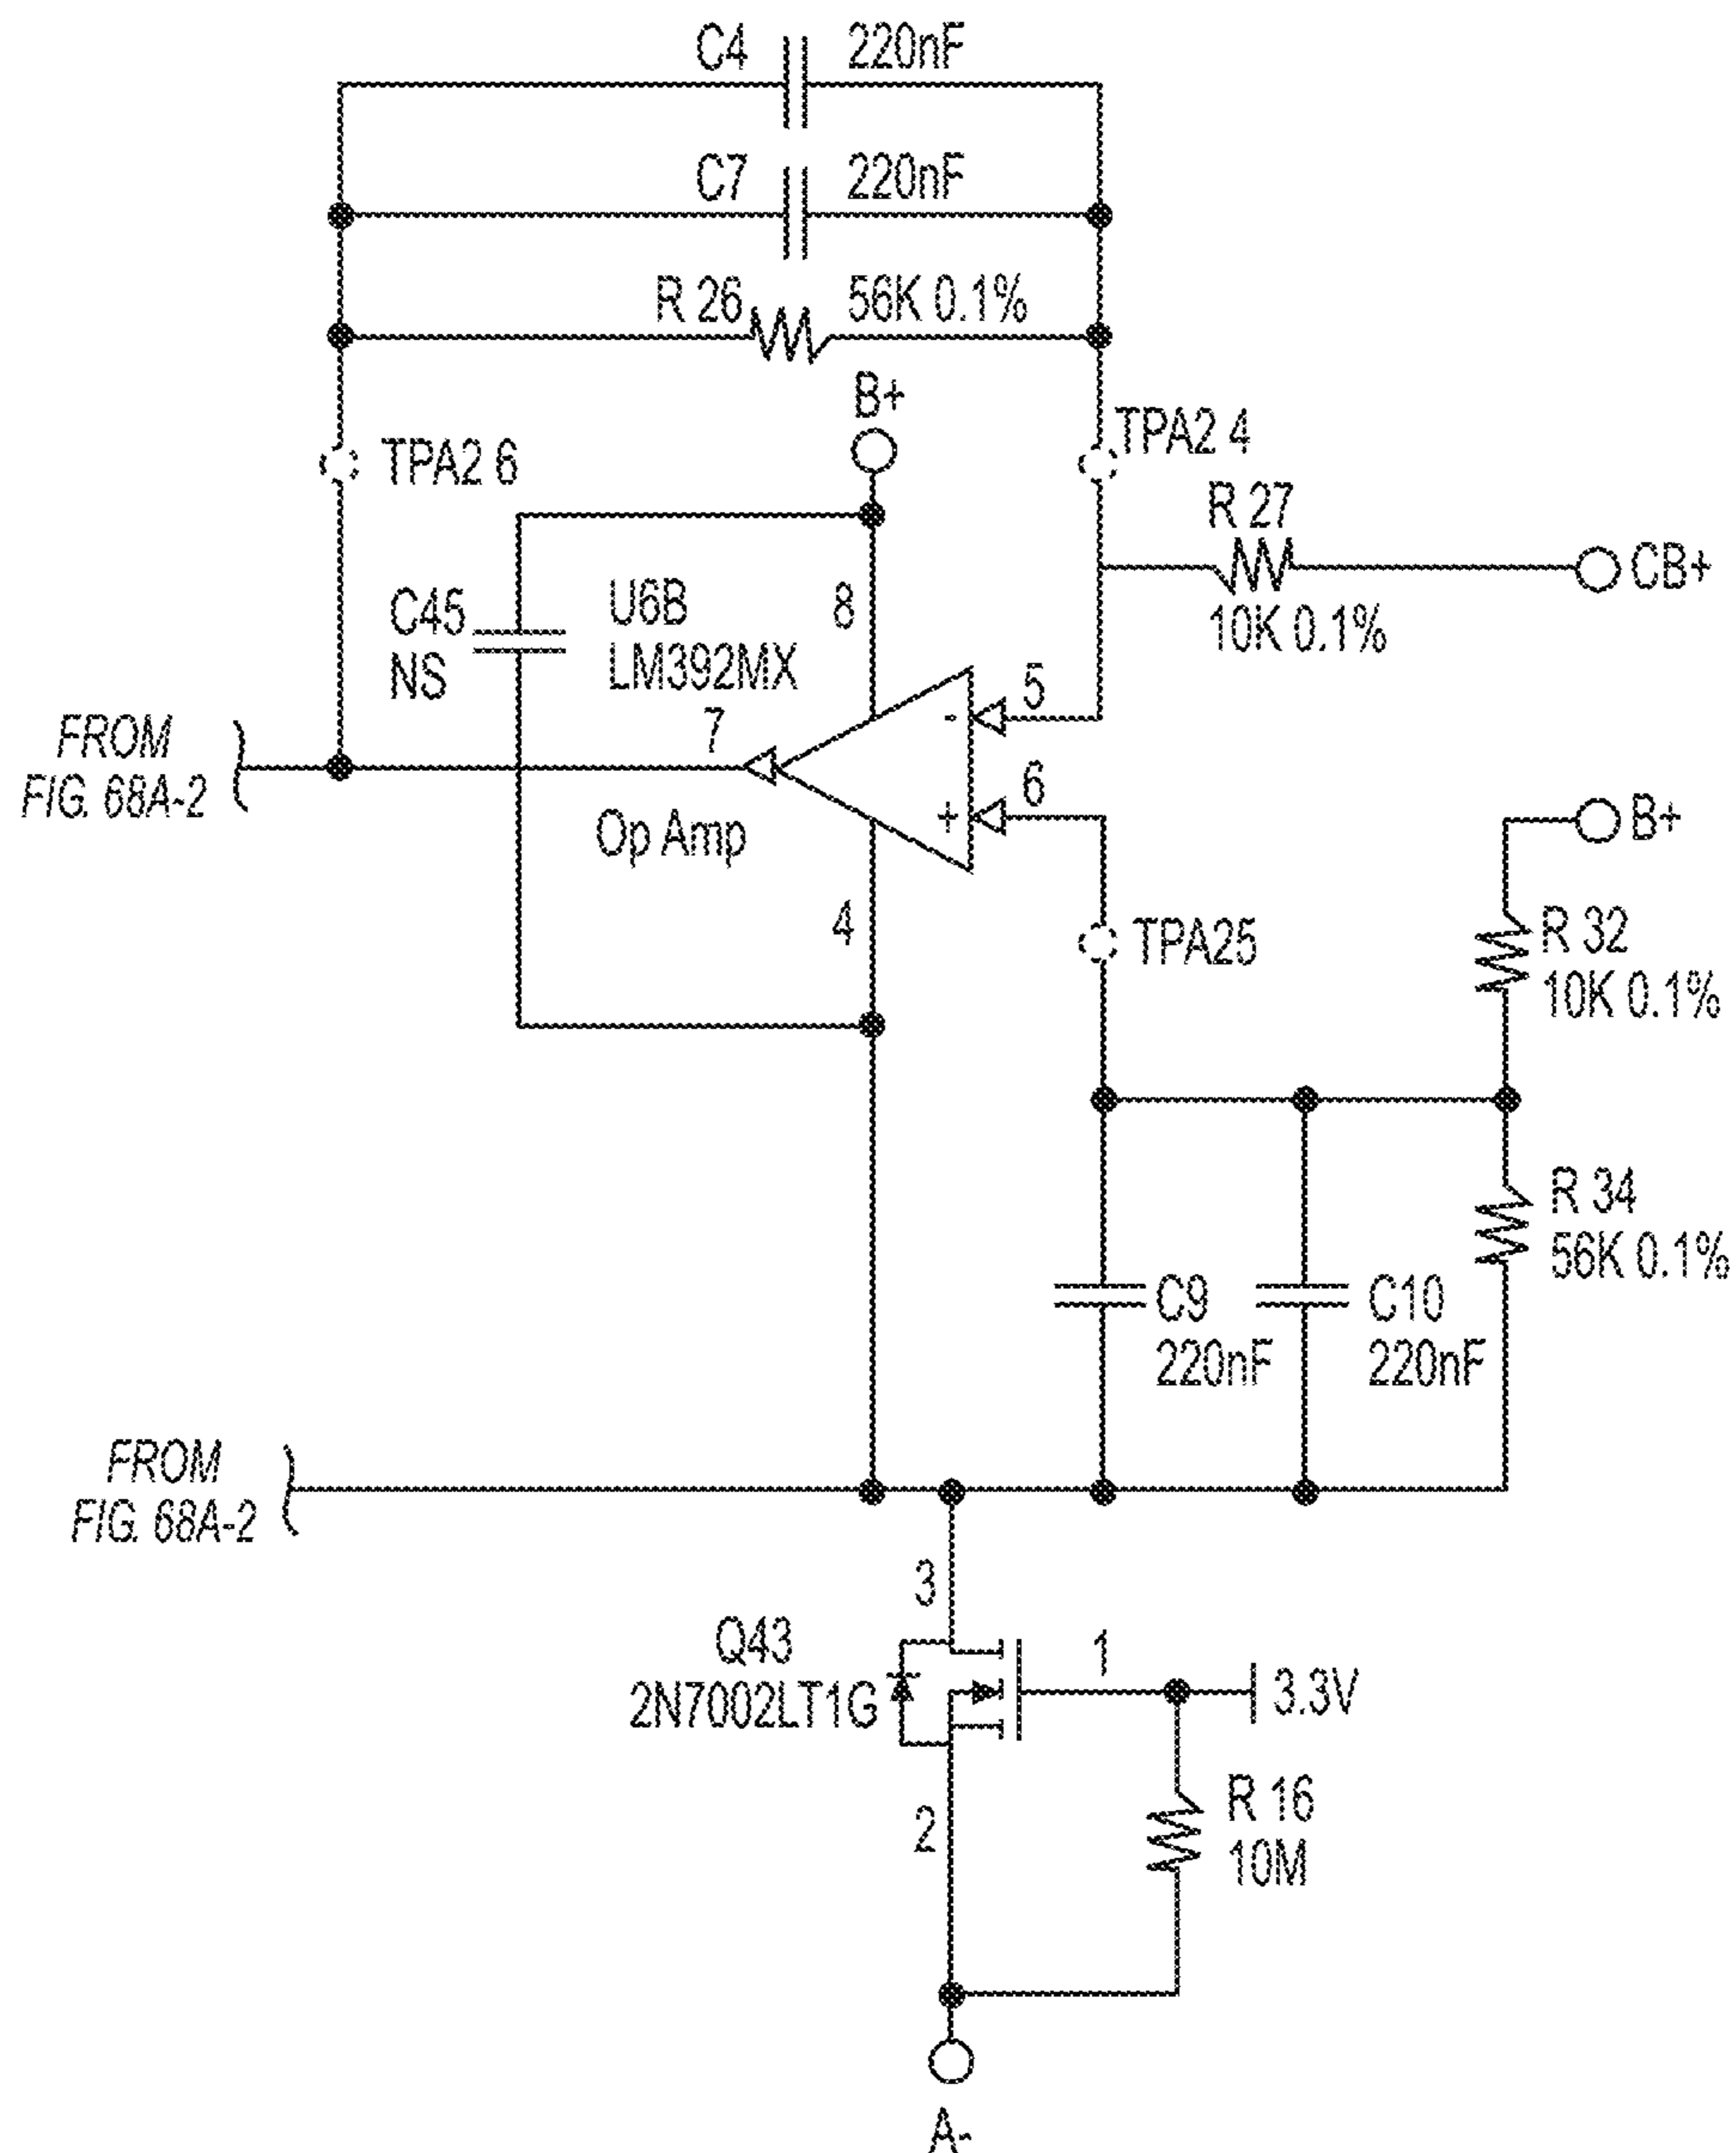 C4 220nF
C7 220nF
R 26 56K 0.1%
B+
TPA2 6
TPA2 4
R 27
10K 0.1%
CB+
C45
NS
U6B
LM392MX
8
7
5
-
6
+
4
Op Amp
FROM
FIG. 68A-2
B+
TPA25
R 32
10K 0.1%
R 34
56K 0.1%
C9
220nF
C10
220nF
FROM
FIG. 68A-2
3
Q43
2N7002LT1G
1
3.3V
2
R 16
10M
A-